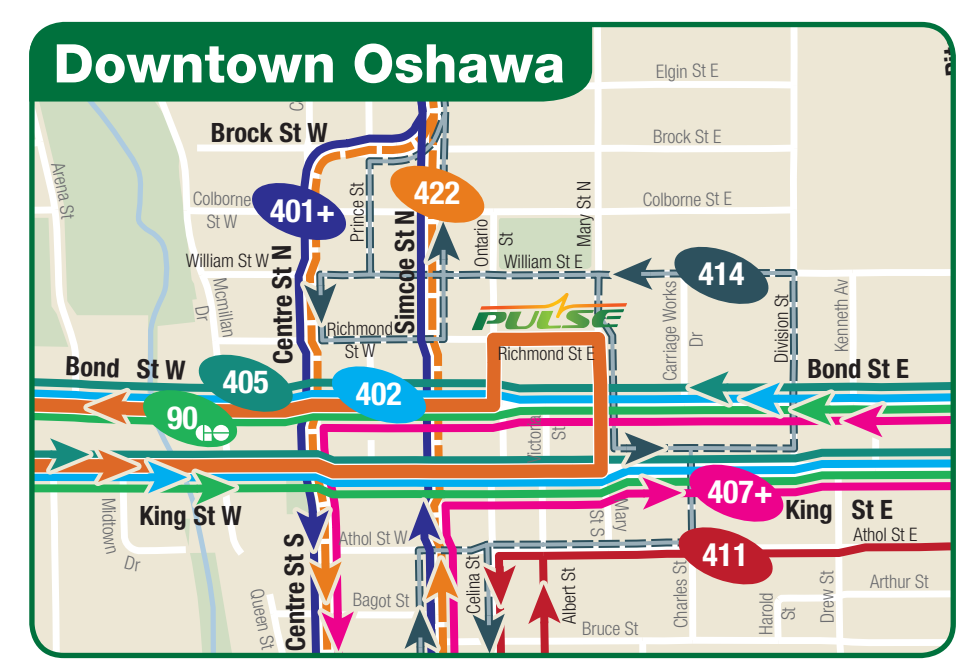 Downtown Oshawa
Elgin St E
Brock St W
Brock St E
Arena St
Prince St
422
Colborne
St W
401+
Colborne St E
Mary St N
Simcoe St N
Ontario
St
Centre St N
William St W
William St E
414
Mcmillan
Dr
Carriage Works
Dr
Division St
Kenneth Av
PULSE
Richmond
St W
Richmond St E
Bond St W
405
402
Bond St E
90
GO
St
King St W
407+
King St E
Midtown
Dr
Athol St W
Mary
St S
Athol St E
411
Centre St S
Celina St
Albert St
Charles St
Harold
St
Drew St
Arthur St
Queen St
Bagot St
Bruce St